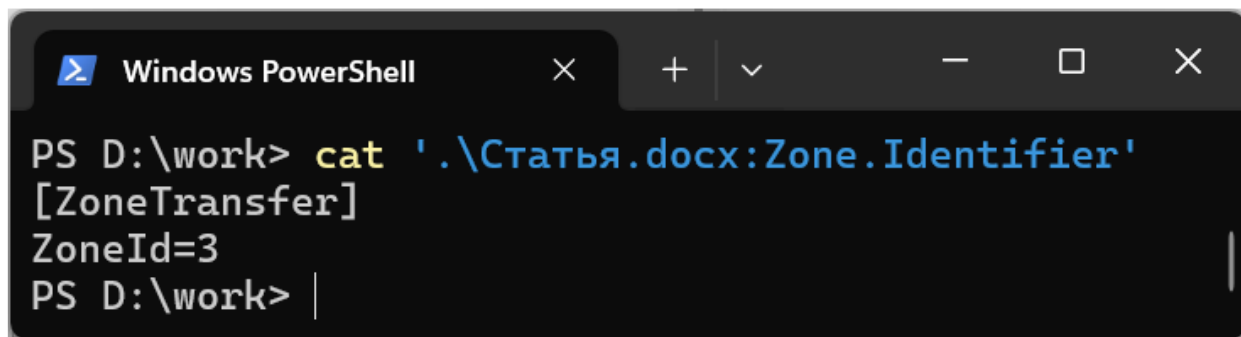 Windows PowerShell
PS D:\work> cat '.\Статья.docx:Zone.Identifier'
[ZoneTransfer]
ZoneId=3
PS D:\work>